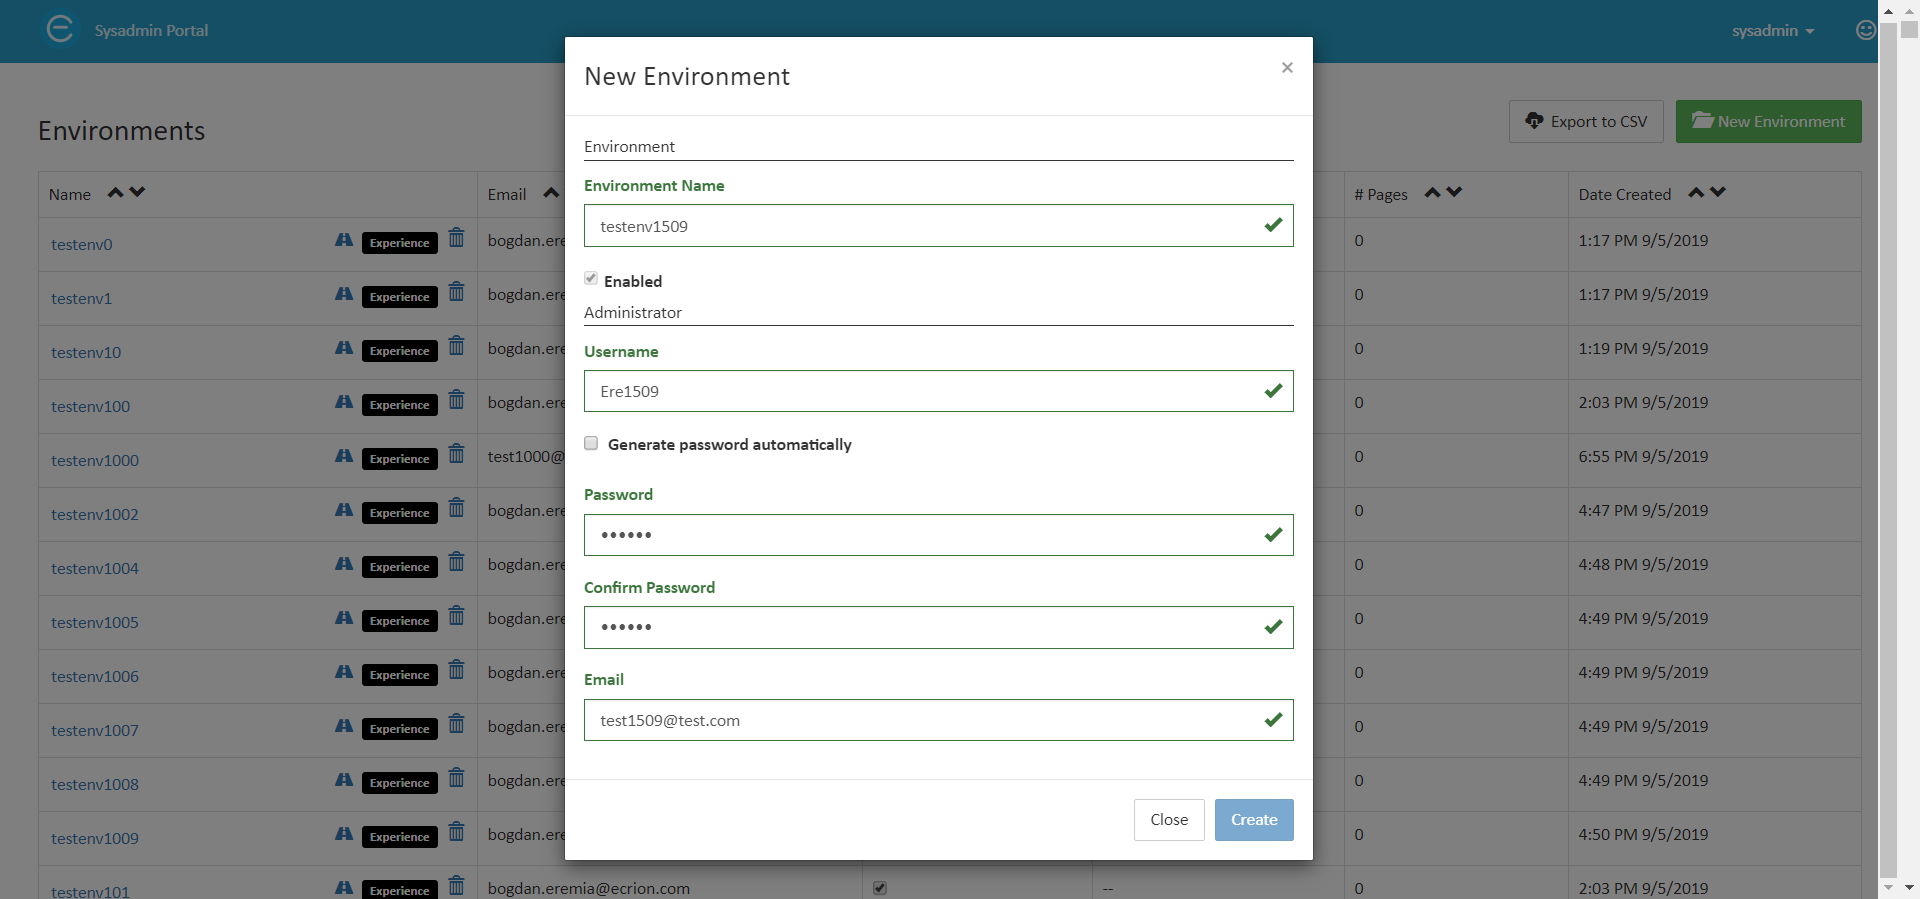 Sysadmin Portal
sysadmin
New Environment
×
Environments
Export to CSV
New Environment
Environment
Environment Name
testenv1509
Enabled
Administrator
Username
Ere1509
Generate password automatically
Password
••••••
Confirm Password
••••••
Email
test1509@test.com
Close
Create
Name Email # Pages Date Created
testenv0 Experience bogdan.ere 0 1:17 PM 9/5/2019
testenv1 Experience bogdan.ere 0 1:17 PM 9/5/2019
testenv10 Experience bogdan.ere 0 1:19 PM 9/5/2019
testenv100 Experience bogdan.ere 0 2:03 PM 9/5/2019
testenv1000 Experience test1000@ 0 6:55 PM 9/5/2019
testenv1002 Experience bogdan.ere 0 4:47 PM 9/5/2019
testenv1004 Experience bogdan.ere 0 4:48 PM 9/5/2019
testenv1005 Experience bogdan.ere 0 4:49 PM 9/5/2019
testenv1006 Experience bogdan.ere 0 4:49 PM 9/5/2019
testenv1007 Experience bogdan.ere 0 4:49 PM 9/5/2019
testenv1008 Experience bogdan.ere 0 4:49 PM 9/5/2019
testenv1009 Experience bogdan.ere 0 4:50 PM 9/5/2019
testenv101 Experience bogdan.eremia@ecrion.com -- 0 2:03 PM 9/5/2019